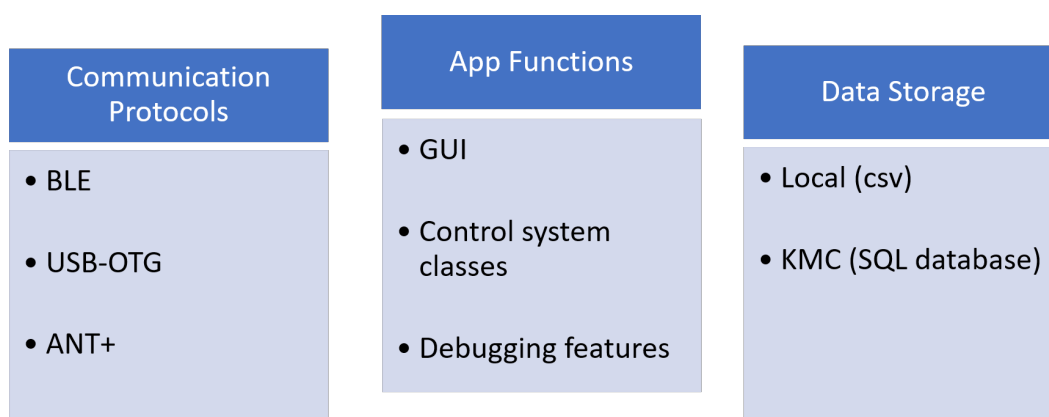 Communication
Protocols
• BLE
• USB-OTG
• ANT+
App Functions
• GUI
• Control system
classes
• Debugging features
Data Storage
• Local (csv)
• KMC (SQL database)